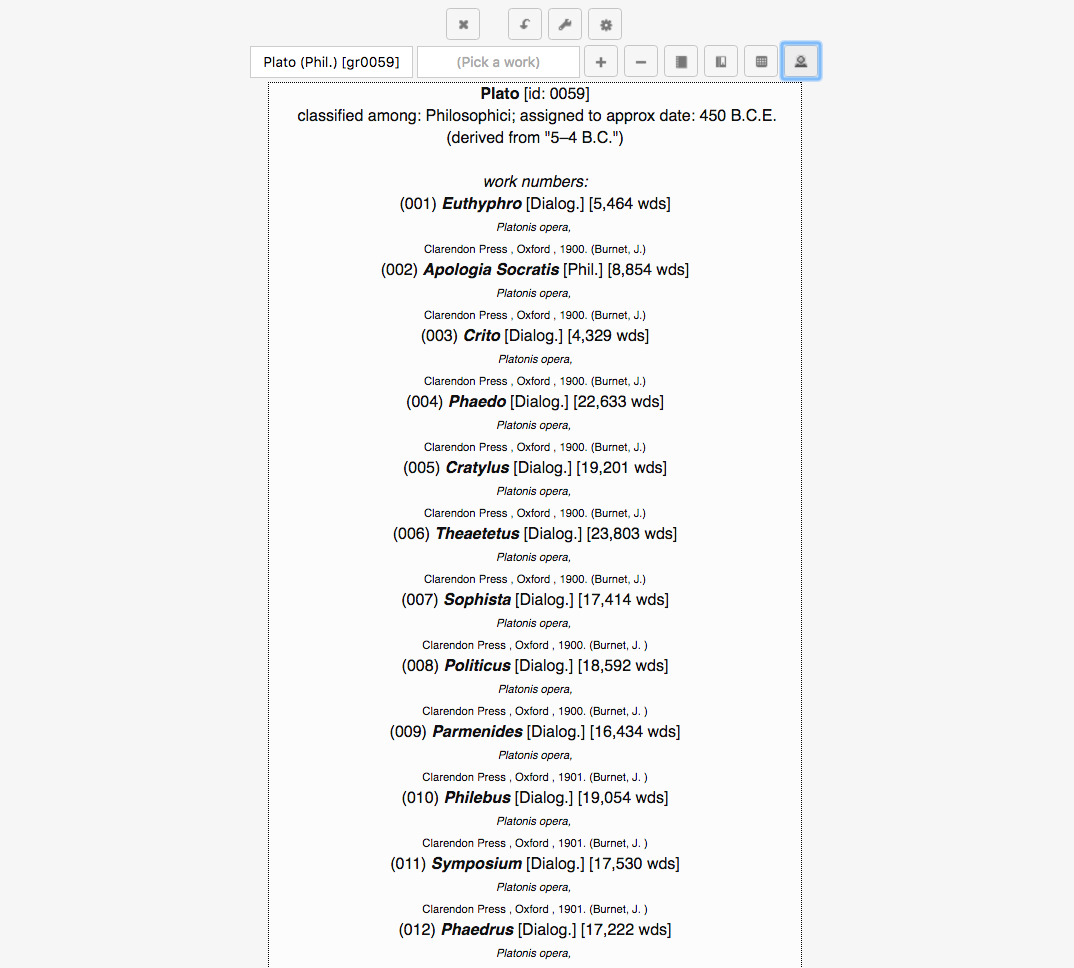 Plato (Phil.) [gr0059] (Pick a work)
Plato [id: 0059]
classified among: Philosophici; assigned to approx date: 450 B.C.E.
(derived from "5–4 B.C.")
work numbers:
(001) Euthyphro [Dialog.] [5,464 wds]
Platonis opera,
Clarendon Press , Oxford , 1900. (Burnet, J.)
(002) Apologia Socratis [Phil.] [8,854 wds]
Platonis opera,
Clarendon Press , Oxford , 1900. (Burnet, J.)
(003) Crito [Dialog.] [4,329 wds]
Platonis opera,
Clarendon Press , Oxford , 1900. (Burnet, J.)
(004) Phaedo [Dialog.] [22,633 wds]
Platonis opera,
Clarendon Press , Oxford , 1900. (Burnet, J.)
(005) Cratylus [Dialog.] [19,201 wds]
Platonis opera,
Clarendon Press , Oxford , 1900. (Burnet, J.)
(006) Theaetetus [Dialog.] [23,803 wds]
Platonis opera,
Clarendon Press , Oxford , 1900. (Burnet, J.)
(007) Sophista [Dialog.] [17,414 wds]
Platonis opera,
Clarendon Press , Oxford , 1900. (Burnet, J. )
(008) Politicus [Dialog.] [18,592 wds]
Platonis opera,
Clarendon Press , Oxford , 1900. (Burnet, J. )
(009) Parmenides [Dialog.] [16,434 wds]
Platonis opera,
Clarendon Press , Oxford , 1901. (Burnet, J. )
(010) Philebus [Dialog.] [19,054 wds]
Platonis opera,
Clarendon Press , Oxford , 1901. (Burnet, J. )
(011) Symposium [Dialog.] [17,530 wds]
Platonis opera,
Clarendon Press , Oxford , 1901. (Burnet, J. )
(012) Phaedrus [Dialog.] [17,222 wds]
Platonis opera,